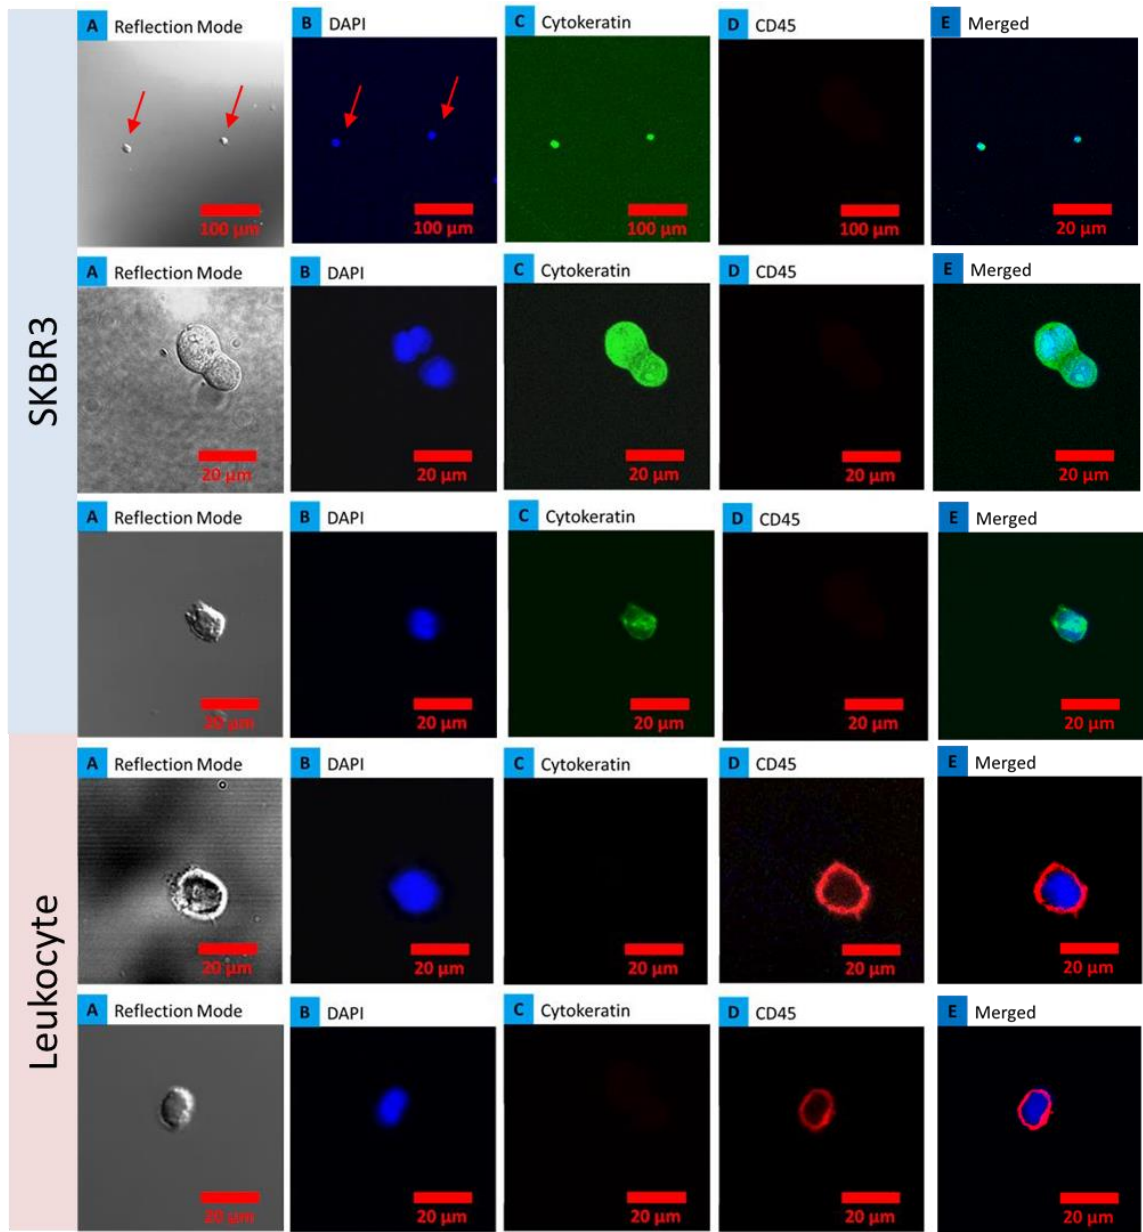 A Reflection Mode B DAPI C Cytokeratin D CD45 E Merged
100 µm 100 µm 100 µm 100 µm 20 µm
SKBR3
A Reflection Mode B DAPI C Cytokeratin D CD45 E Merged
20 µm 20 µm 20 µm 20 µm 20 µm
A Reflection Mode B DAPI C Cytokeratin D CD45 E Merged
20 µm 20 µm 20 µm 20 µm 20 µm
Leukocyte
A Reflection Mode B DAPI C Cytokeratin D CD45 E Merged
20 µm 20 µm 20 µm 20 µm 20 µm
A Reflection Mode B DAPI C Cytokeratin D CD45 E Merged
20 µm 20 µm 20 µm 20 µm 20 µm